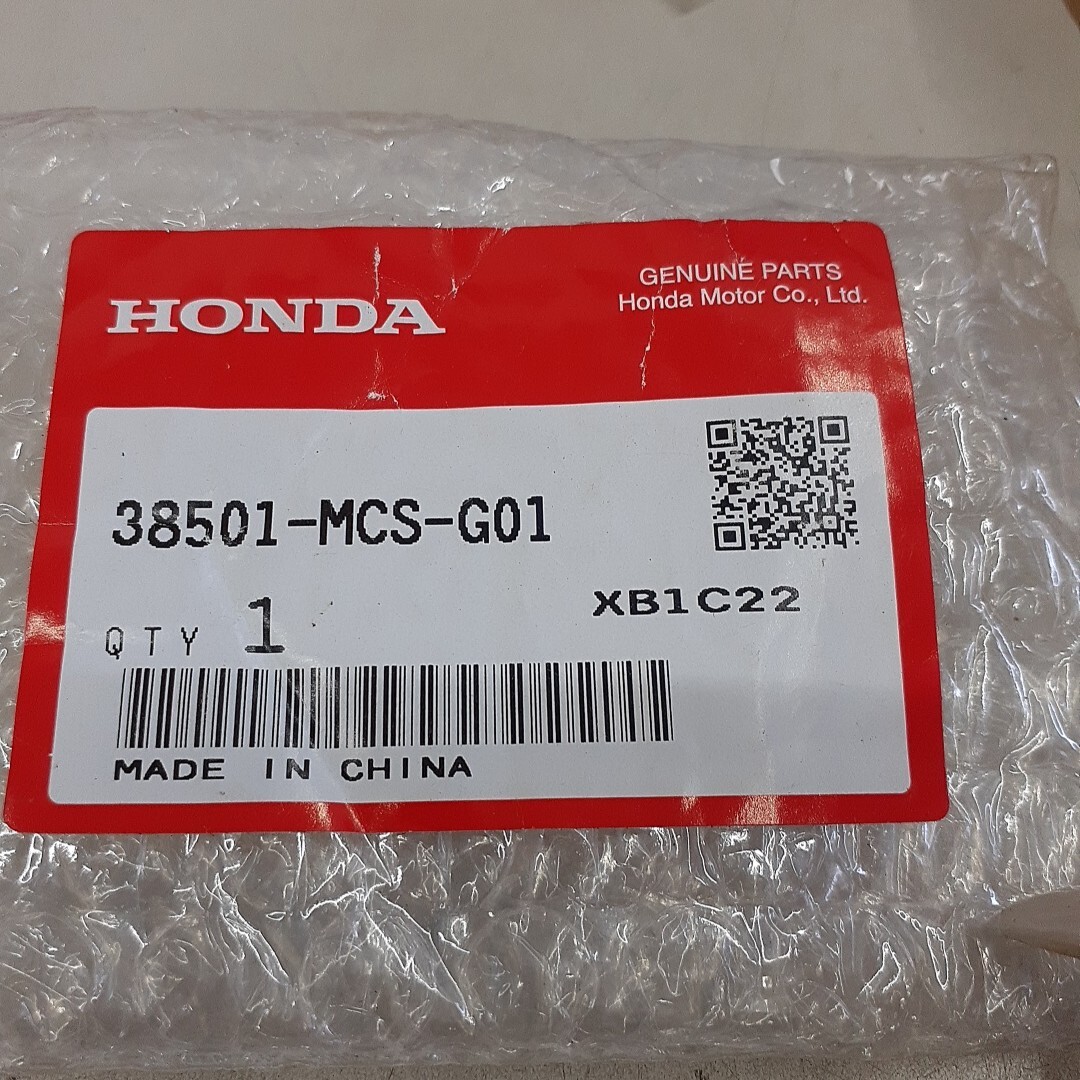 HONDA
GENUINE PARTS
Honda Motor Co., Ltd.
38501-MCS-G01
XB1C22
QTY 1
MADE IN CHINA